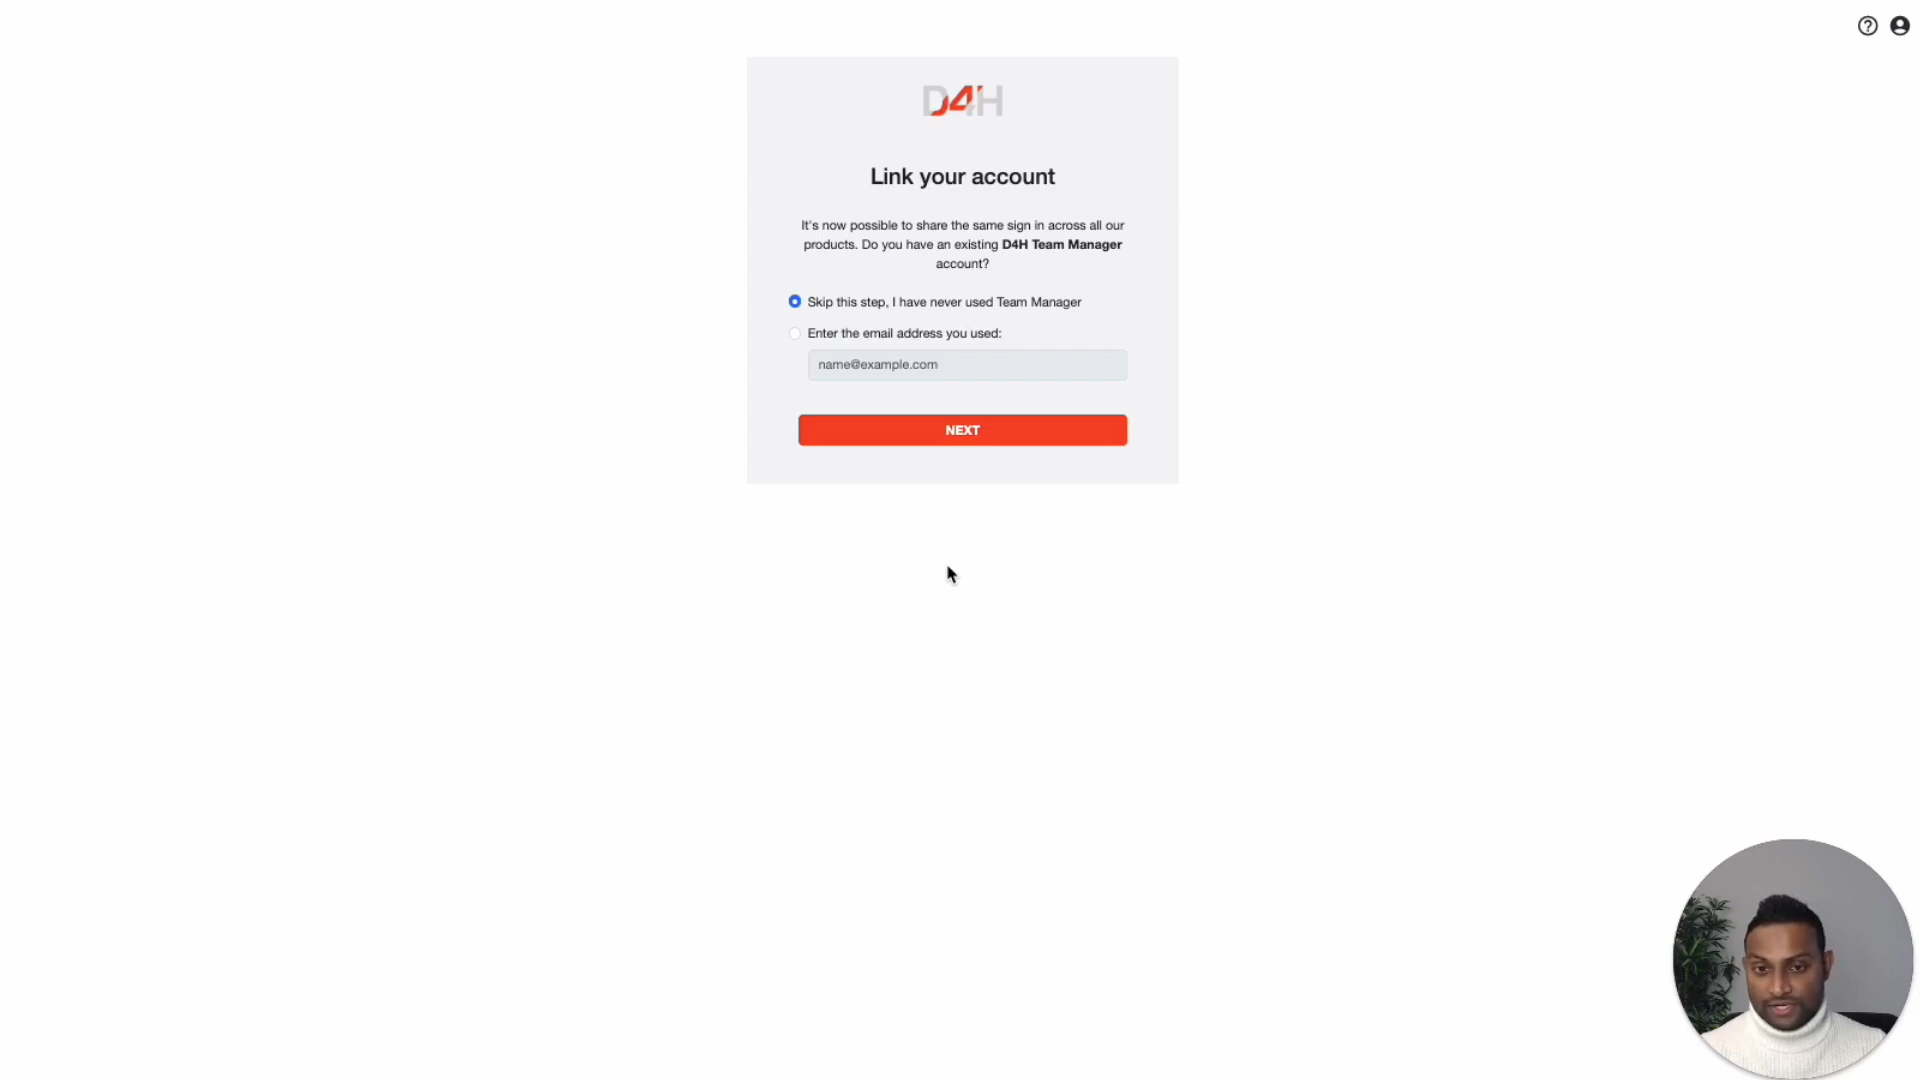 D4H
Link your account
It's now possible to share the same sign in across all our
products. Do you have an existing D4H Team Manager
account?
Skip this step, I have never used Team Manager
Enter the email address you used:
name@example.com
NEXT